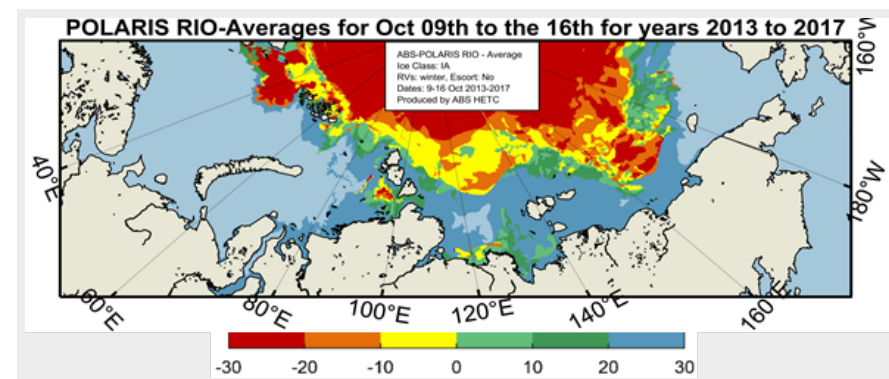 POLARIS RIO-Averages for Oct 09th to the 16th for years 2013 to 2017
ABS-POLARIS RIO - Average
Ice Class: IA
RVs: winter, Escort: No
Dates: 9-16 Oct 2013-2017
Produced by ABS HETC
160°W
40°E
180°W
60°E
80°E
100°E
120°E
140°E
160°E
-30 -20 -10 0 10 20 30